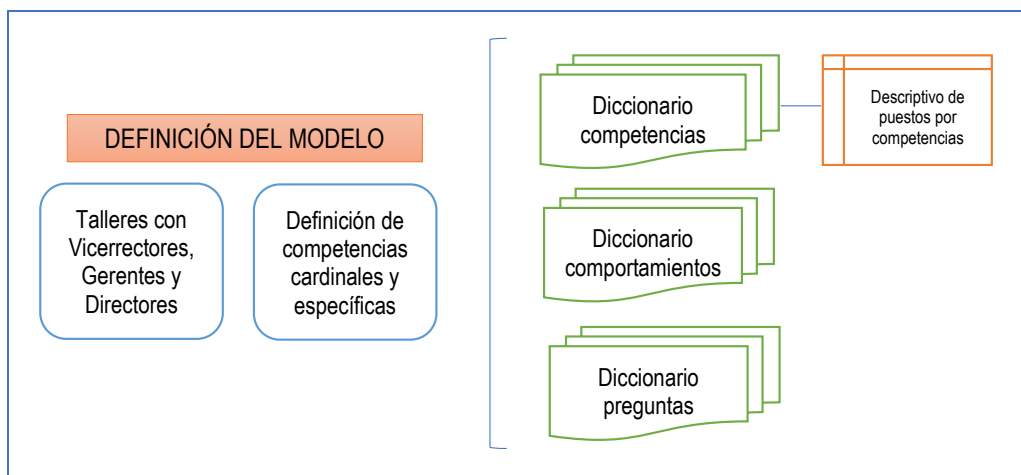 DEFINICIÓN DEL MODELO
Talleres con
Vicerrectores,
Gerentes y
Directores
Definición de
competencias
cardinales y
específicas
Diccionario
competencias
Descriptivo de
puestos por
competencias
Diccionario
comportamientos
Diccionario
preguntas